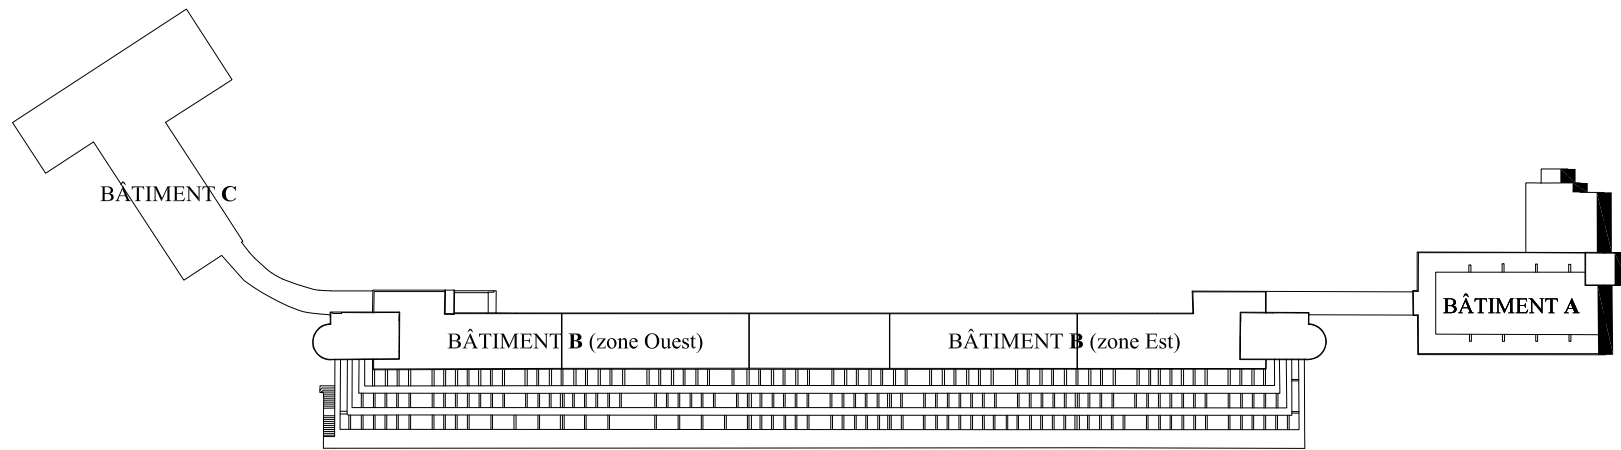 BÂTIMENT C
BÂTIMENT A
BÂTIMENT B (zone Ouest)
BÂTIMENT B (zone Est)